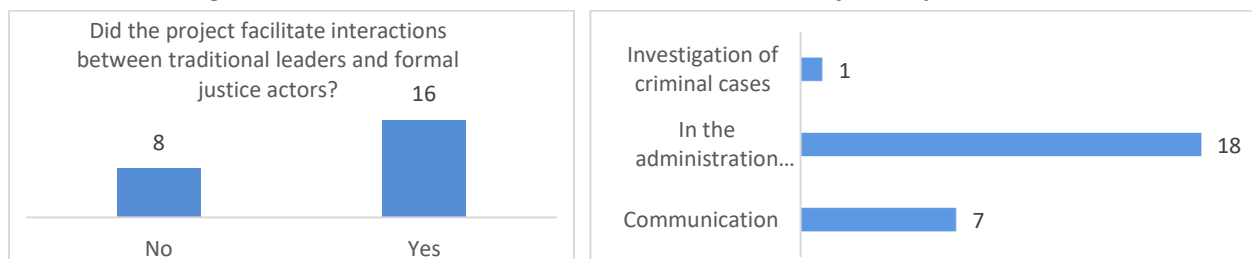 Did the project facilitate interactions
between traditional leaders and formal
justice actors?
16
8
No
Yes
Investigation of
criminal cases
1
In the
administration...
18
Communication
7